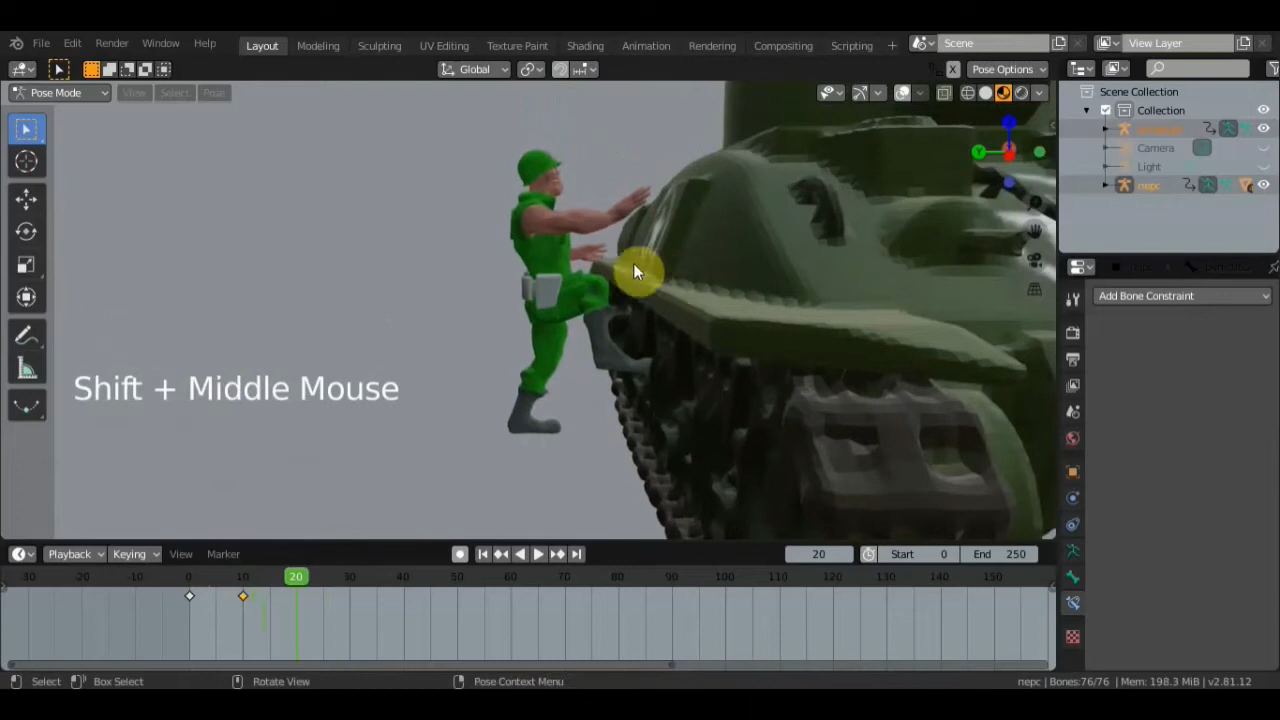 File Edit Render Window Help Layout Modeling Sculpting UV Editing Texture Paint Shading Animation Rendering Compositing Scripting + Scene View Layer
Global X Pose Options
Pose Mode View Select Pose
Scene Collection
Collection
Camera
Light
nepc
Y
Add Bone Constraint
Shift + Middle Mouse
Playback Keying View Marker 20 Start 0 End 250
-30 -20 -10 0 10 20 30 40 50 60 70 80 90 100 110 120 130 140 150
Select Box Select Rotate View Pose Context Menu nepc | Bones:76/76 | Mem: 198.3 MiB | v2.81.12